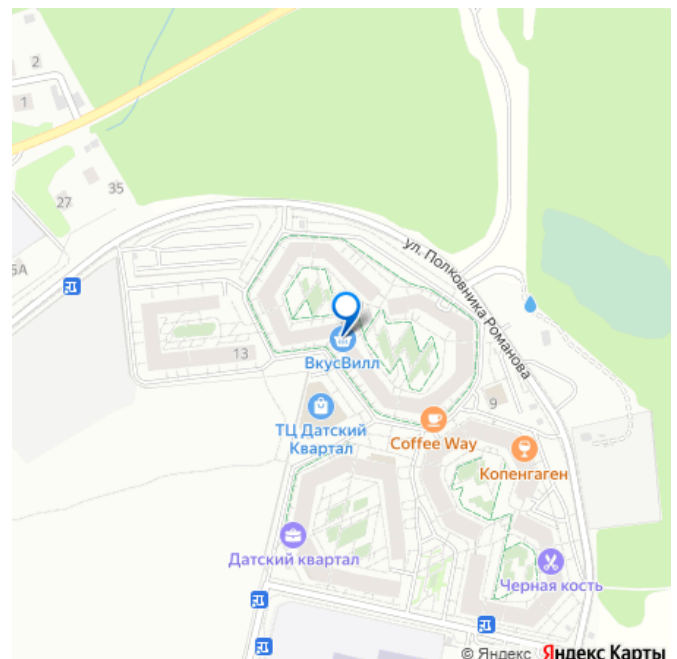 2
1
35
27
5А
ул. Полковника Романова
13
ВкусВилл
9
ТЦ Датский
Квартал
Coffee Way
Копенгаген
Датский квартал
Черная кость
© Яндекс Яндекс Карты